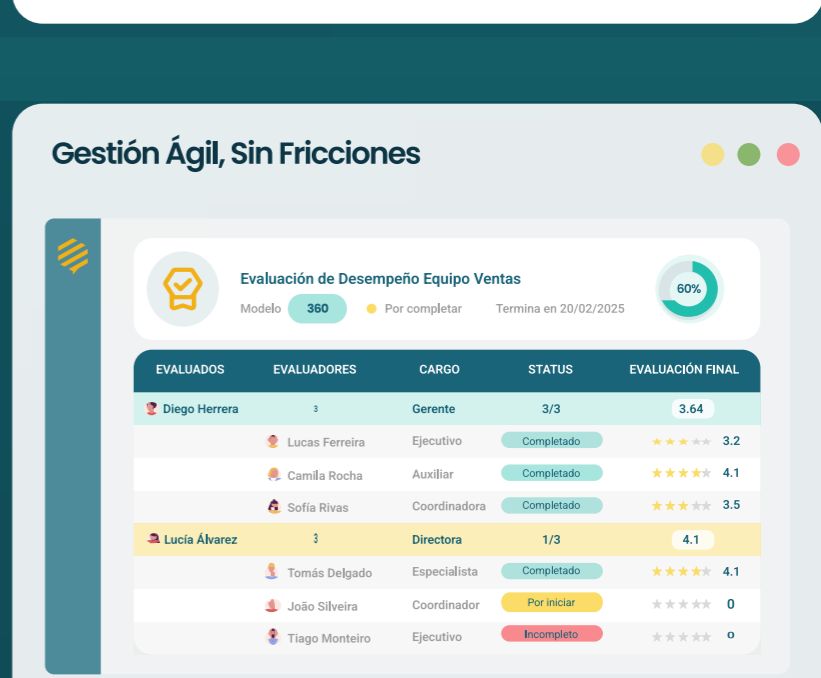 Gestión Ágil, Sin Fricciones
Evaluación de Desempeño Equipo Ventas
Modelo 360 Por completar Termina en 20/02/2025
60%
EVALUADOS EVALUADORES CARGO STATUS EVALUACIÓN FINAL
Diego Herrera 3 Gerente 3/3 3.64
Lucas Ferreira Ejecutivo Completado 3.2
Camila Rocha Auxiliar Completado 4.1
Sofía Rivas Coordinadora Completado 3.5
Lucía Álvarez 3 Directora 1/3 4.1
Tomás Delgado Especialista Completado 4.1
João Silveira Coordinador Por iniciar 0
Tiago Monteiro Ejecutivo Incompleto 0